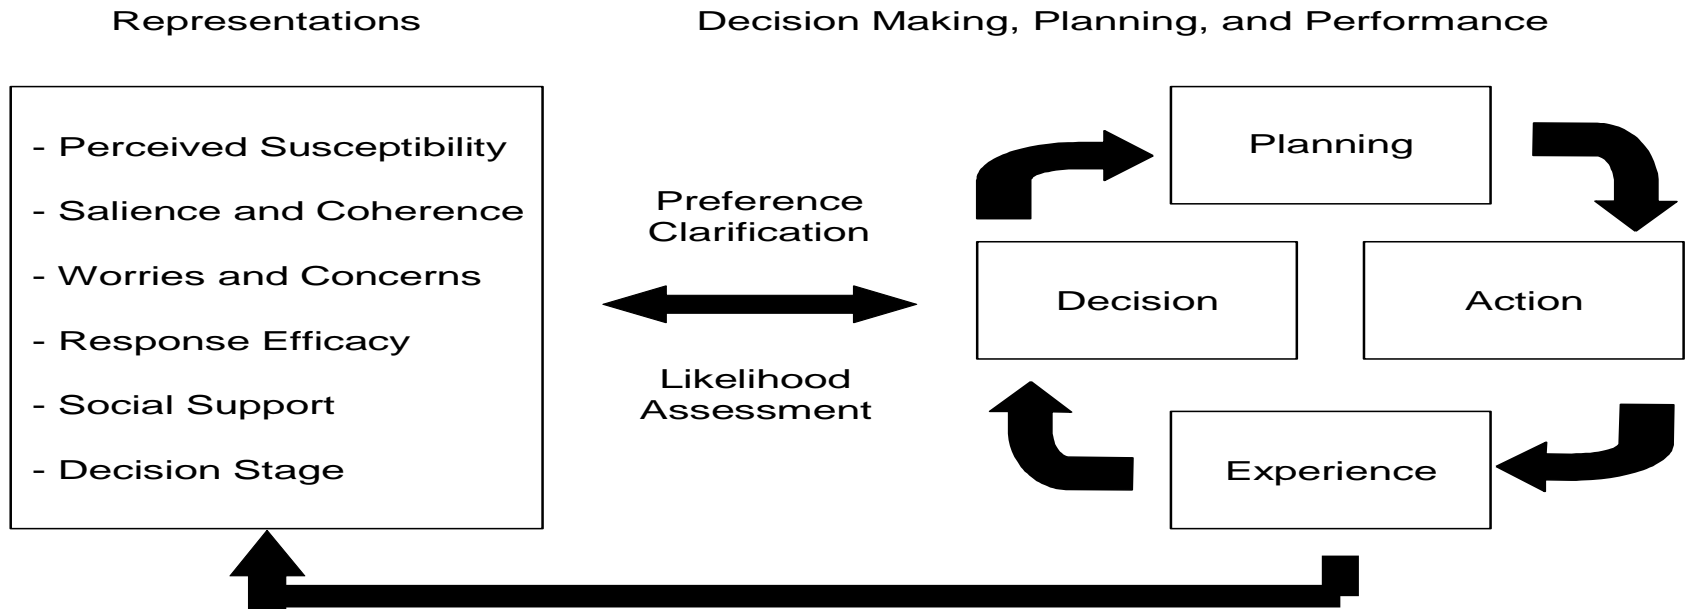 Representations
Decision Making, Planning, and Performance
- Perceived Susceptibility
- Salience and Coherence
- Worries and Concerns
- Response Efficacy
- Social Support
- Decision Stage
Preference
Clarification
Likelihood
Assessment
Planning
Decision
Action
Experience